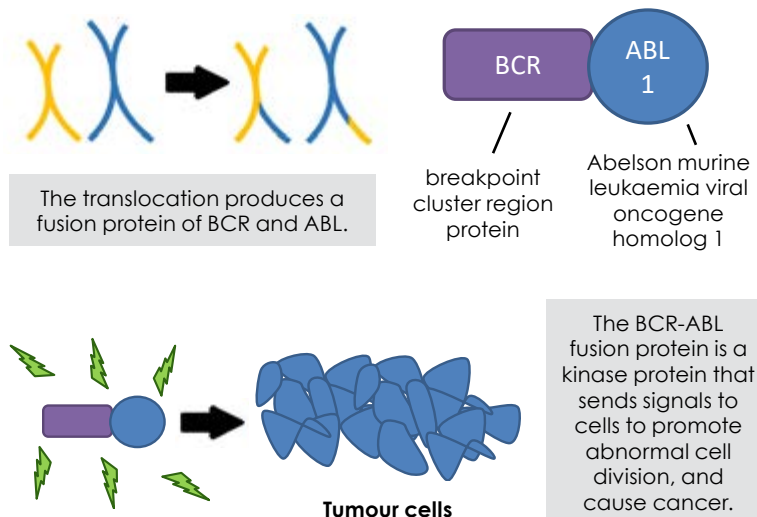 BCR
ABL
1
The translocation produces a
fusion protein of BCR and ABL.
breakpoint
cluster region
protein
Abelson murine
leukaemia viral
oncogene
homolog 1
The BCR-ABL
fusion protein is a
kinase protein that
sends signals to
cells to promote
abnormal cell
division, and
cause cancer.
Tumour cells